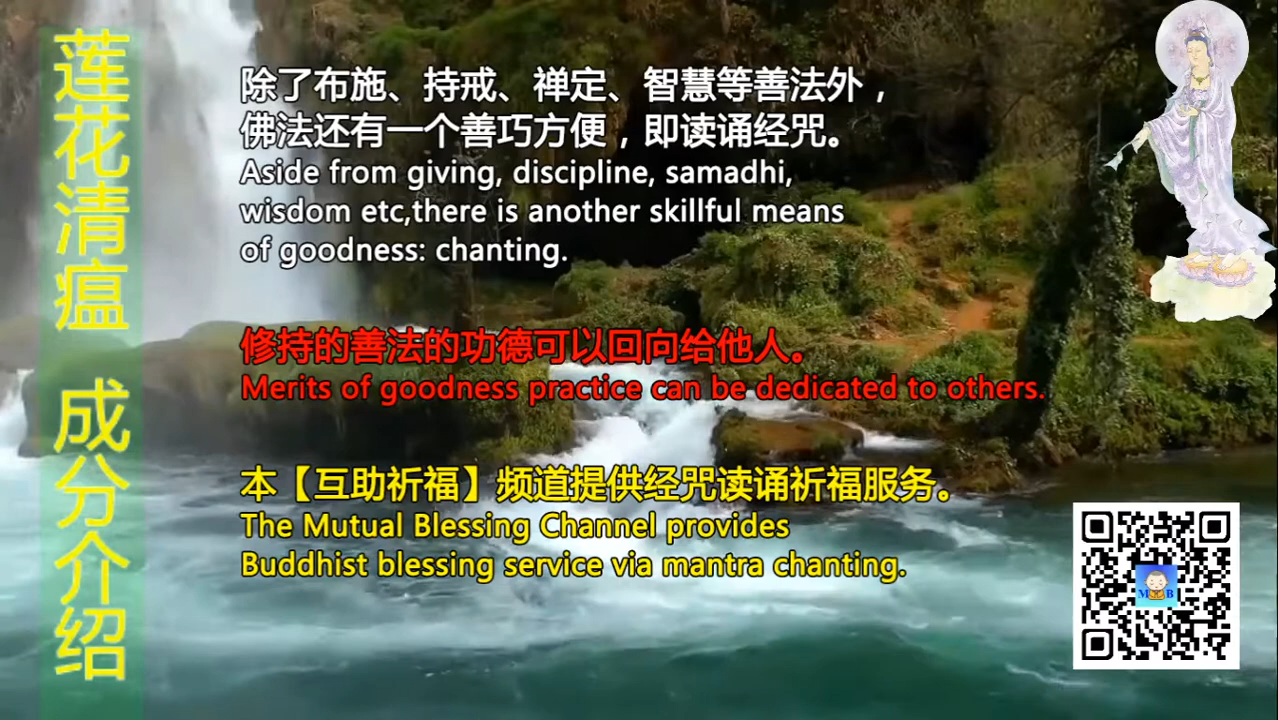 莲花清瘟 成分介绍
除了布施、持戒、禅定、智慧等善法外，
佛法还有一个善巧方便，即读诵经咒。
Aside from giving, discipline, samadhi,
wisdom etc,there is another skillful means
of goodness: chanting.
修持的善法的功德可以回向给他人。
Merits of goodness practice can be dedicated to others.
本【互助祈福】频道提供经咒读诵祈福服务。
The Mutual Blessing Channel provides
Buddhist blessing service via mantra chanting.
M B